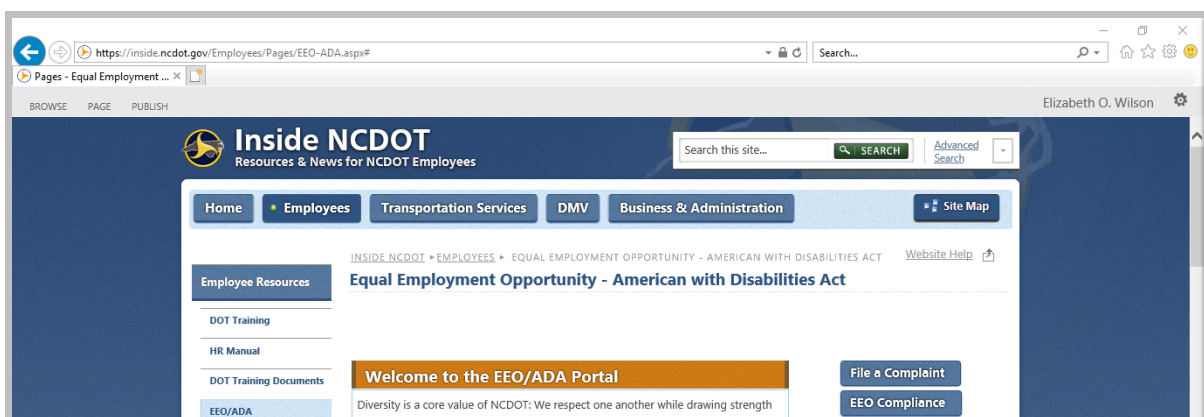 https://inside.ncdot.gov/Employees/Pages/EEO-ADA.aspx#
Search...
Pages - Equal Employment ...
BROWSE PAGE PUBLISH
Elizabeth O. Wilson
Inside NCDOT
Resources & News for NCDOT Employees
Search this site...
SEARCH
Advanced
Search
Home Employees Transportation Services DMV Business & Administration Site Map
INSIDE NCDOT ▸ EMPLOYEES ▸ EQUAL EMPLOYMENT OPPORTUNITY - AMERICAN WITH DISABILITIES ACT
Website Help
Employee Resources
Equal Employment Opportunity - American with Disabilities Act
DOT Training
HR Manual
DOT Training Documents
EEO/ADA
Welcome to the EEO/ADA Portal
Diversity is a core value of NCDOT: We respect one another while drawing strength
File a Complaint
EEO Compliance